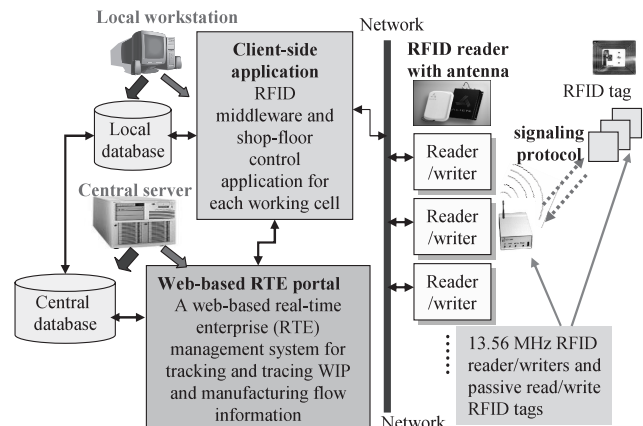 Local workstation
Network
Client-side
application
RFID
middleware and
shop-floor
control
application for
each working cell
RFID reader
with antenna
RFID tag
signaling
protocol
Local
database
Reader
/writer
Reader
/writer
Reader
/writer
Central server
Central
database
Web-based RTE portal
A web-based real-time
enterprise (RTE)
management system for
tracking and tracing WIP
and manufacturing flow
information
13.56 MHz RFID
reader/writers and
passive read/write
RFID tags
Network